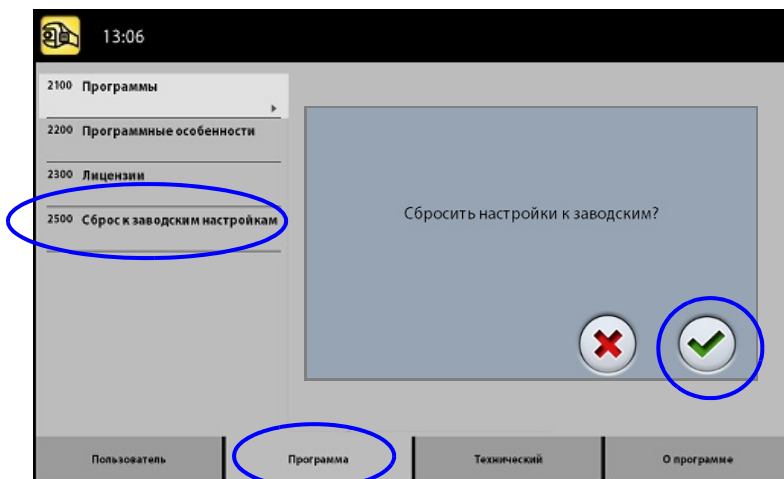 13:06
2100 Программы
2200 Программные особенности
2300 Лицензии
2500 Сброс к заводским настройкам
Сбросить настройки к заводским?
Пользователь Программа Технический О программе